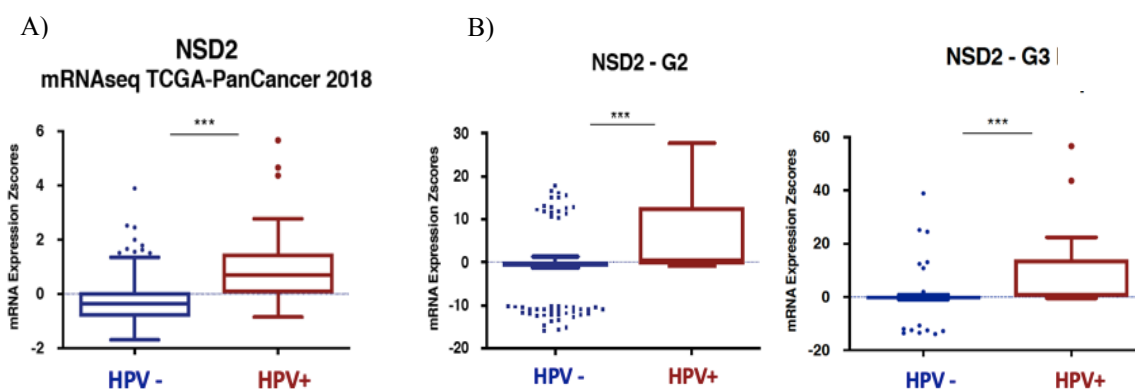 A)
NSD2
mRNAseq TCGA-PanCancer 2018
***
mRNA Expression Zscores
6
4
2
0
-2
HPV -
HPV+
B)
NSD2 - G2
***
mRNA Expression Zscores
30
20
10
0
-10
-20
HPV -
HPV+
NSD2 - G3
***
mRNA Expression Zscores
60
40
20
0
-20
HPV -
HPV+